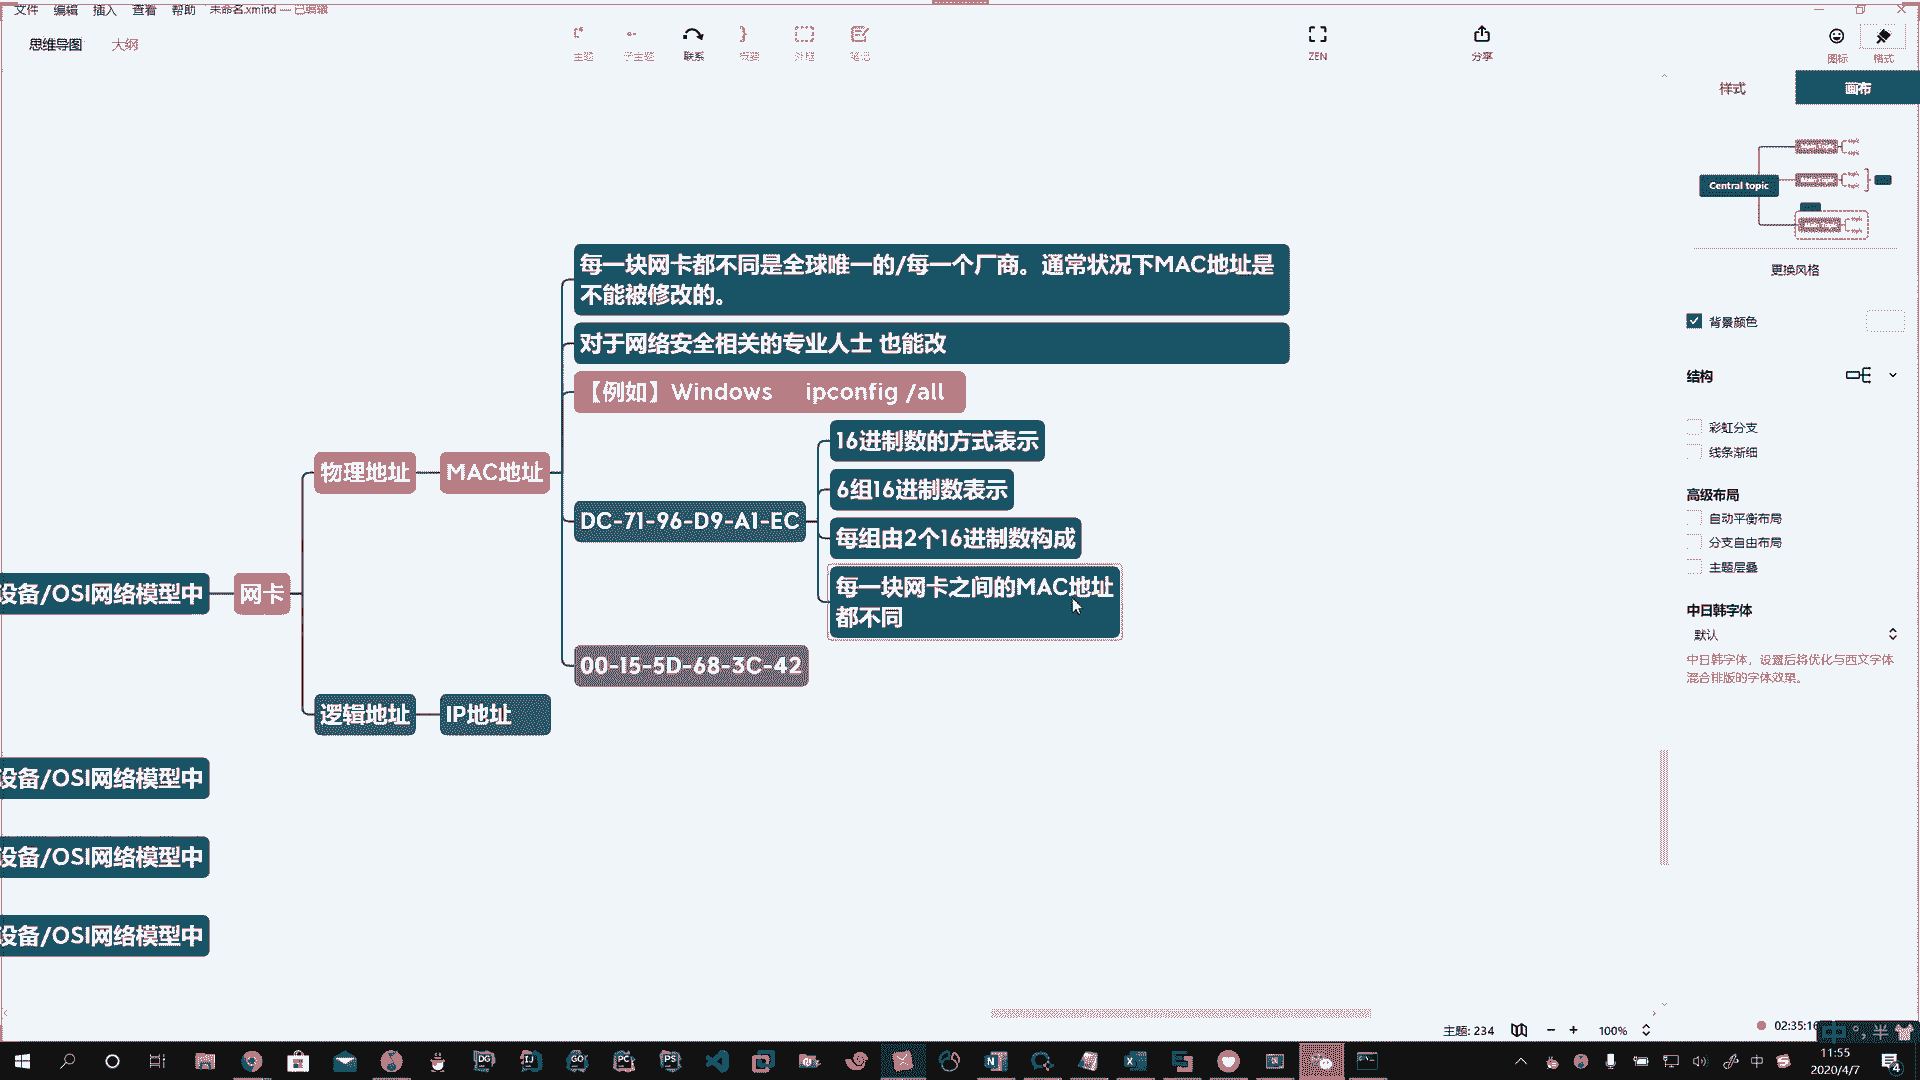 文件 编辑 插入 查看 帮助 未命名.xmind — 已编辑
思维导图 大纲
主题 子主题 联系 概要 外框 笔记 ZEN 分享 图标 格式
样式 画布
Central topic
更换风格
背景颜色
结构
彩虹分支
线条渐细
高级布局
自动平衡布局
分支自由布局
主题层叠
中日韩字体
默认
中日韩字体，设置后将优化与西文字体
混合排版的字体效果。
每一块网卡都不同是全球唯一的/每一个厂商。通常状况下MAC地址是
不能被修改的。
对于网络安全相关的专业人士 也能改
【例如】Windows ipconfig /all
16进制数的方式表示
6组16进制数表示
每组由2个16进制数构成
每一块网卡之间的MAC地址
都不同
DC-71-96-D9-A1-EC
00-15-5D-68-3C-42
物理地址
MAC地址
逻辑地址
IP地址
网卡
设备/OSI网络模型中
设备/OSI网络模型中
设备/OSI网络模型中
设备/OSI网络模型中
主题: 234
100%
02:35:16
中 半
DG IJ GO PC PS
中
11:55
2020/4/7
4